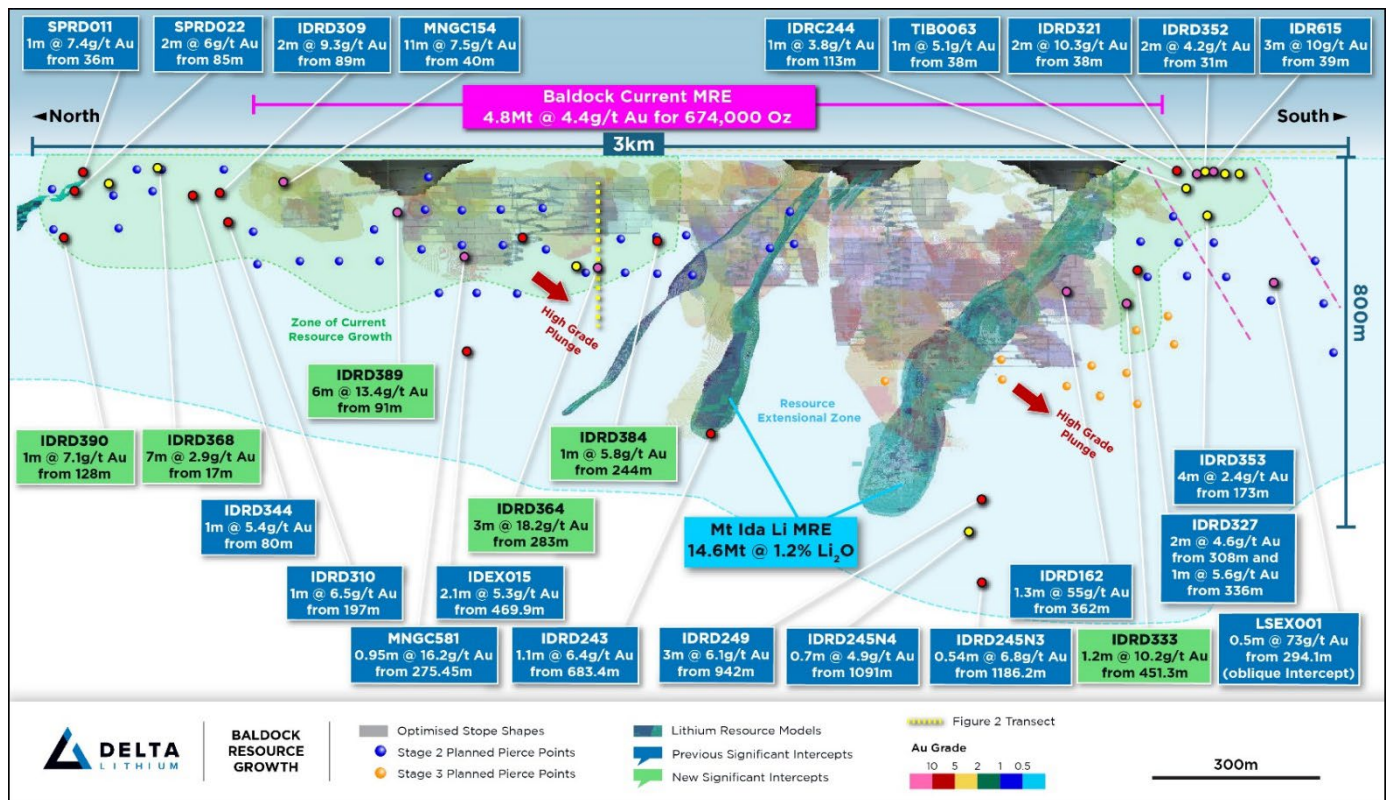 SPRD011
1m @ 7.4g/t Au
from 36m
SPRD022
2m @ 6g/t Au
from 85m
IDRD309
2m @ 9.3g/t Au
from 89m
MNGC154
11m @ 7.5g/t Au
from 40m
IDRC244
1m @ 3.8g/t Au
from 113m
TIB0063
1m @ 5.1g/t Au
from 38m
IDRD321
2m @ 10.3g/t Au
from 38m
IDRD352
2m @ 4.2g/t Au
from 31m
IDR615
3m @ 10g/t Au
from 39m
Baldock Current MRE
4.8Mt @ 4.4g/t Au for 674,000 Oz
◄North
South►
3km
800m
High Grade
Plunge
Zone of Current
Resource Growth
Resource
Extensional Zone
High Grade
Plunge
IDRD389
6m @ 13.4g/t Au
from 91m
IDRD390
1m @ 7.1g/t Au
from 128m
IDRD368
7m @ 2.9g/t Au
from 17m
IDRD384
1m @ 5.8g/t Au
from 244m
IDRD344
1m @ 5.4g/t Au
from 80m
IDRD364
3m @ 18.2g/t Au
from 283m
Mt Ida Li MRE
14.6Mt @ 1.2% Li₂O
IDRD353
4m @ 2.4g/t Au
from 173m
IDRD327
2m @ 4.6g/t Au
from 308m and
1m @ 5.6g/t Au
from 336m
IDRD310
1m @ 6.5g/t Au
from 197m
IDEX015
2.1m @ 5.3g/t Au
from 469.9m
IDRD162
1.3m @ 55g/t Au
from 362m
MNGC581
0.95m @ 16.2g/t Au
from 275.45m
IDRD243
1.1m @ 6.4g/t Au
from 683.4m
IDRD249
3m @ 6.1g/t Au
from 942m
IDRD245N4
0.7m @ 4.9g/t Au
from 1091m
IDRD245N3
0.54m @ 6.8g/t Au
from 1186.2m
IDRD333
1.2m @ 10.2g/t Au
from 451.3m
LSEX001
0.5m @ 73g/t Au
from 294.1m
(oblique Intercept)
DELTA
LITHIUM
BALDOCK
RESOURCE
GROWTH
Optimised Stope Shapes
Stage 2 Planned Pierce Points
Stage 3 Planned Pierce Points
Lithium Resource Models
Previous Significant Intercepts
New Significant Intercepts
Figure 2 Transect
Au Grade
10 5 2 1 0.5
300m